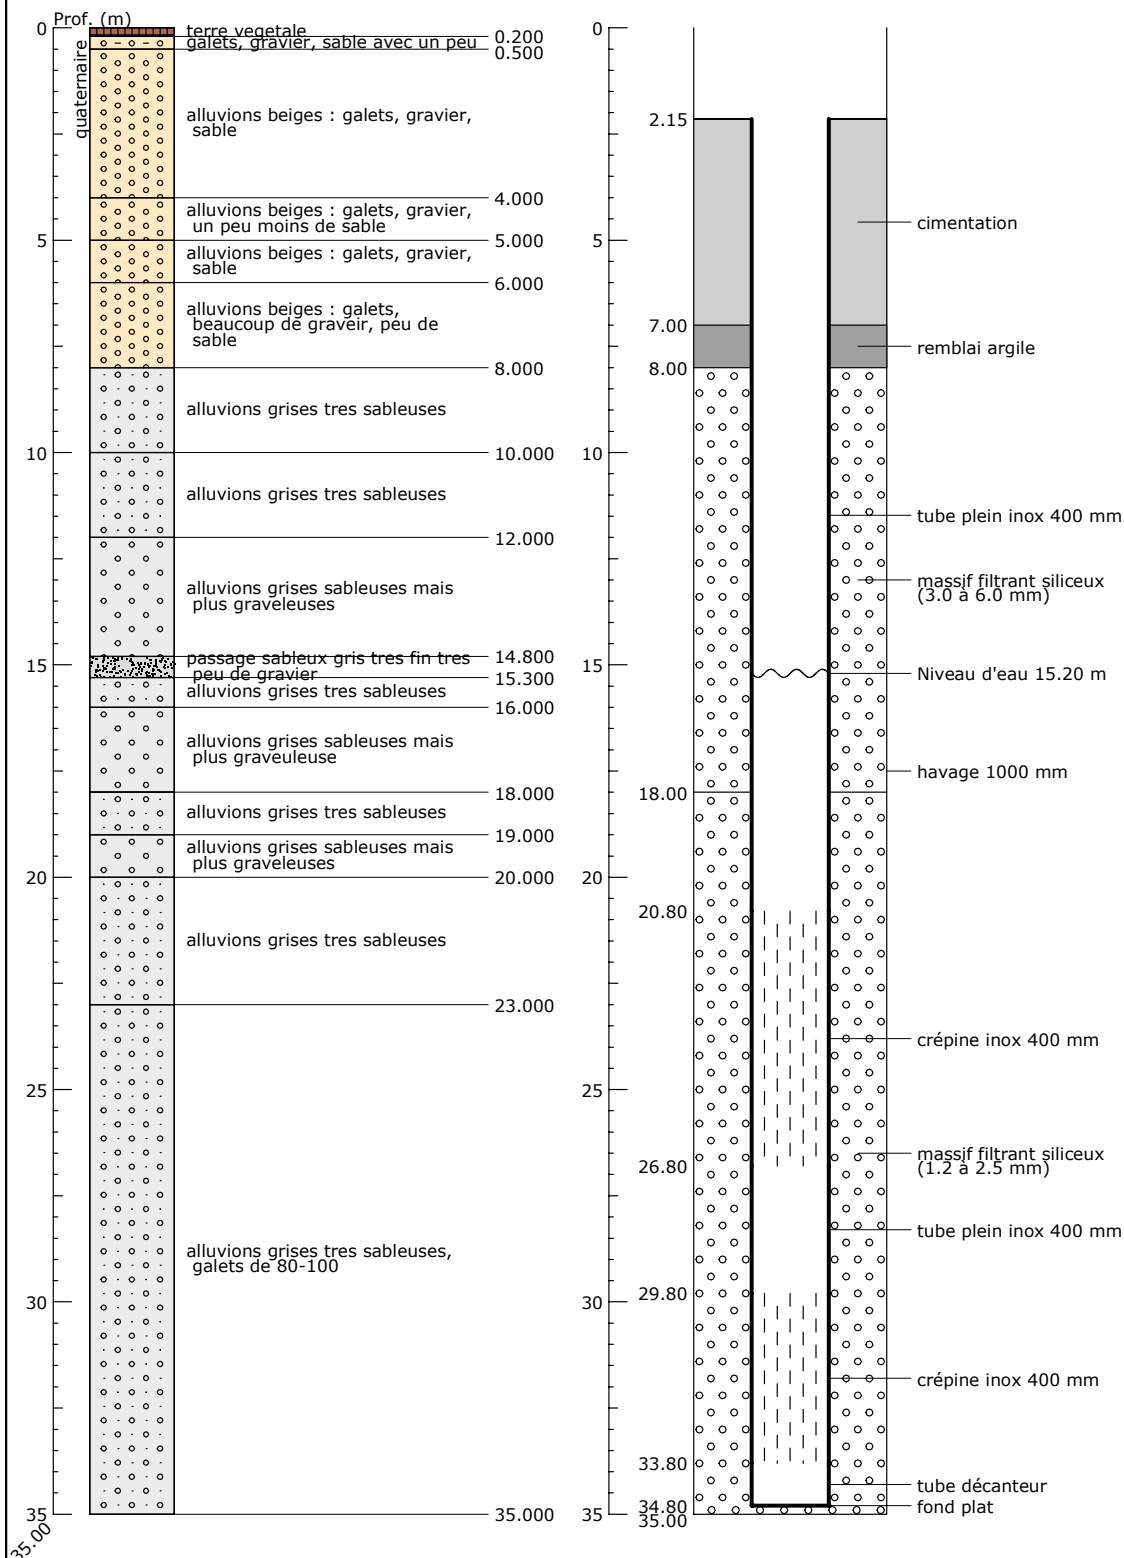 Prof. (m)
0
terre vegetale
0.200
galets, gravier, sable avec un peu
0.500
quaternaire
alluvions beiges : galets, gravier,
sable
4.000
alluvions beiges : galets, gravier,
un peu moins de sable
5
5.000
alluvions beiges : galets, gravier,
sable
6.000
alluvions beiges : galets,
beaucoup de graveir, peu de
sable
8.000
alluvions grises tres sableuses
10
10.000
alluvions grises tres sableuses
12.000
alluvions grises sableuses mais
plus graveleuses
14.800
passage sableux gris tres fin tres
peu de gravier
15
15.300
alluvions grises tres sableuses
16.000
alluvions grises sableuses mais
plus graveuleuse
18.000
alluvions grises tres sableuses
19.000
alluvions grises sableuses mais
plus graveleuses
20
20.000
alluvions grises tres sableuses
23.000
25
alluvions grises tres sableuses,
galets de 80-100
30
35
35.000
35.00
0
2.15
cimentation
5
7.00
remblai argile
8.00
10
tube plein inox 400 mm
massif filtrant siliceux
(3.0 à 6.0 mm)
15
Niveau d'eau 15.20 m
havage 1000 mm
18.00
20
20.80
crépine inox 400 mm
25
massif filtrant siliceux
(1.2 à 2.5 mm)
26.80
tube plein inox 400 mm
29.80
30
crépine inox 400 mm
33.80
tube décanteur
34.80
fond plat
35
35.00